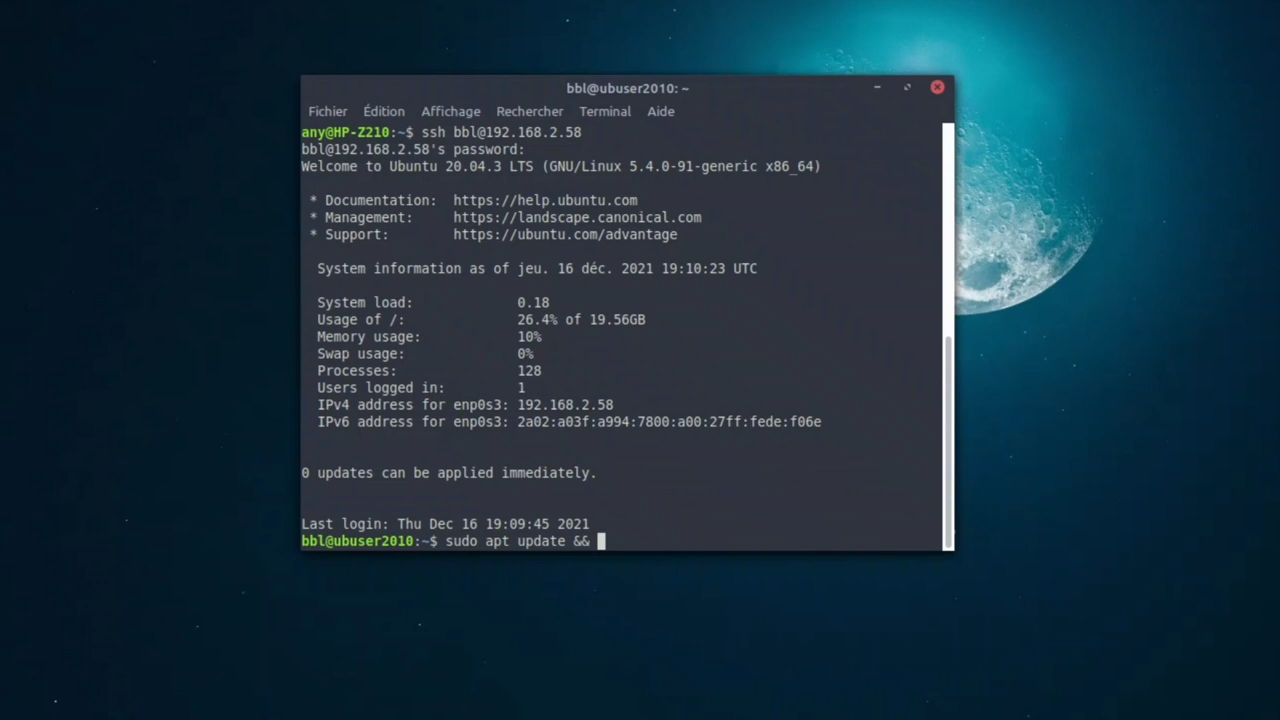 bbl@ubuser2010: ~
Fichier Édition Affichage Rechercher Terminal Aide
any@HP-Z210:~$ ssh bbl@192.168.2.58
bbl@192.168.2.58's password:
Welcome to Ubuntu 20.04.3 LTS (GNU/Linux 5.4.0-91-generic x86_64)
* Documentation: https://help.ubuntu.com
* Management: https://landscape.canonical.com
* Support: https://ubuntu.com/advantage
System information as of jeu. 16 déc. 2021 19:10:23 UTC
System load: 0.18
Usage of /: 26.4% of 19.56GB
Memory usage: 10%
Swap usage: 0%
Processes: 128
Users logged in: 1
IPv4 address for enp0s3: 192.168.2.58
IPv6 address for enp0s3: 2a02:a03f:a994:7800:a00:27ff:fede:f06e
0 updates can be applied immediately.
Last login: Thu Dec 16 19:09:45 2021
bbl@ubuser2010:~$ sudo apt update &&